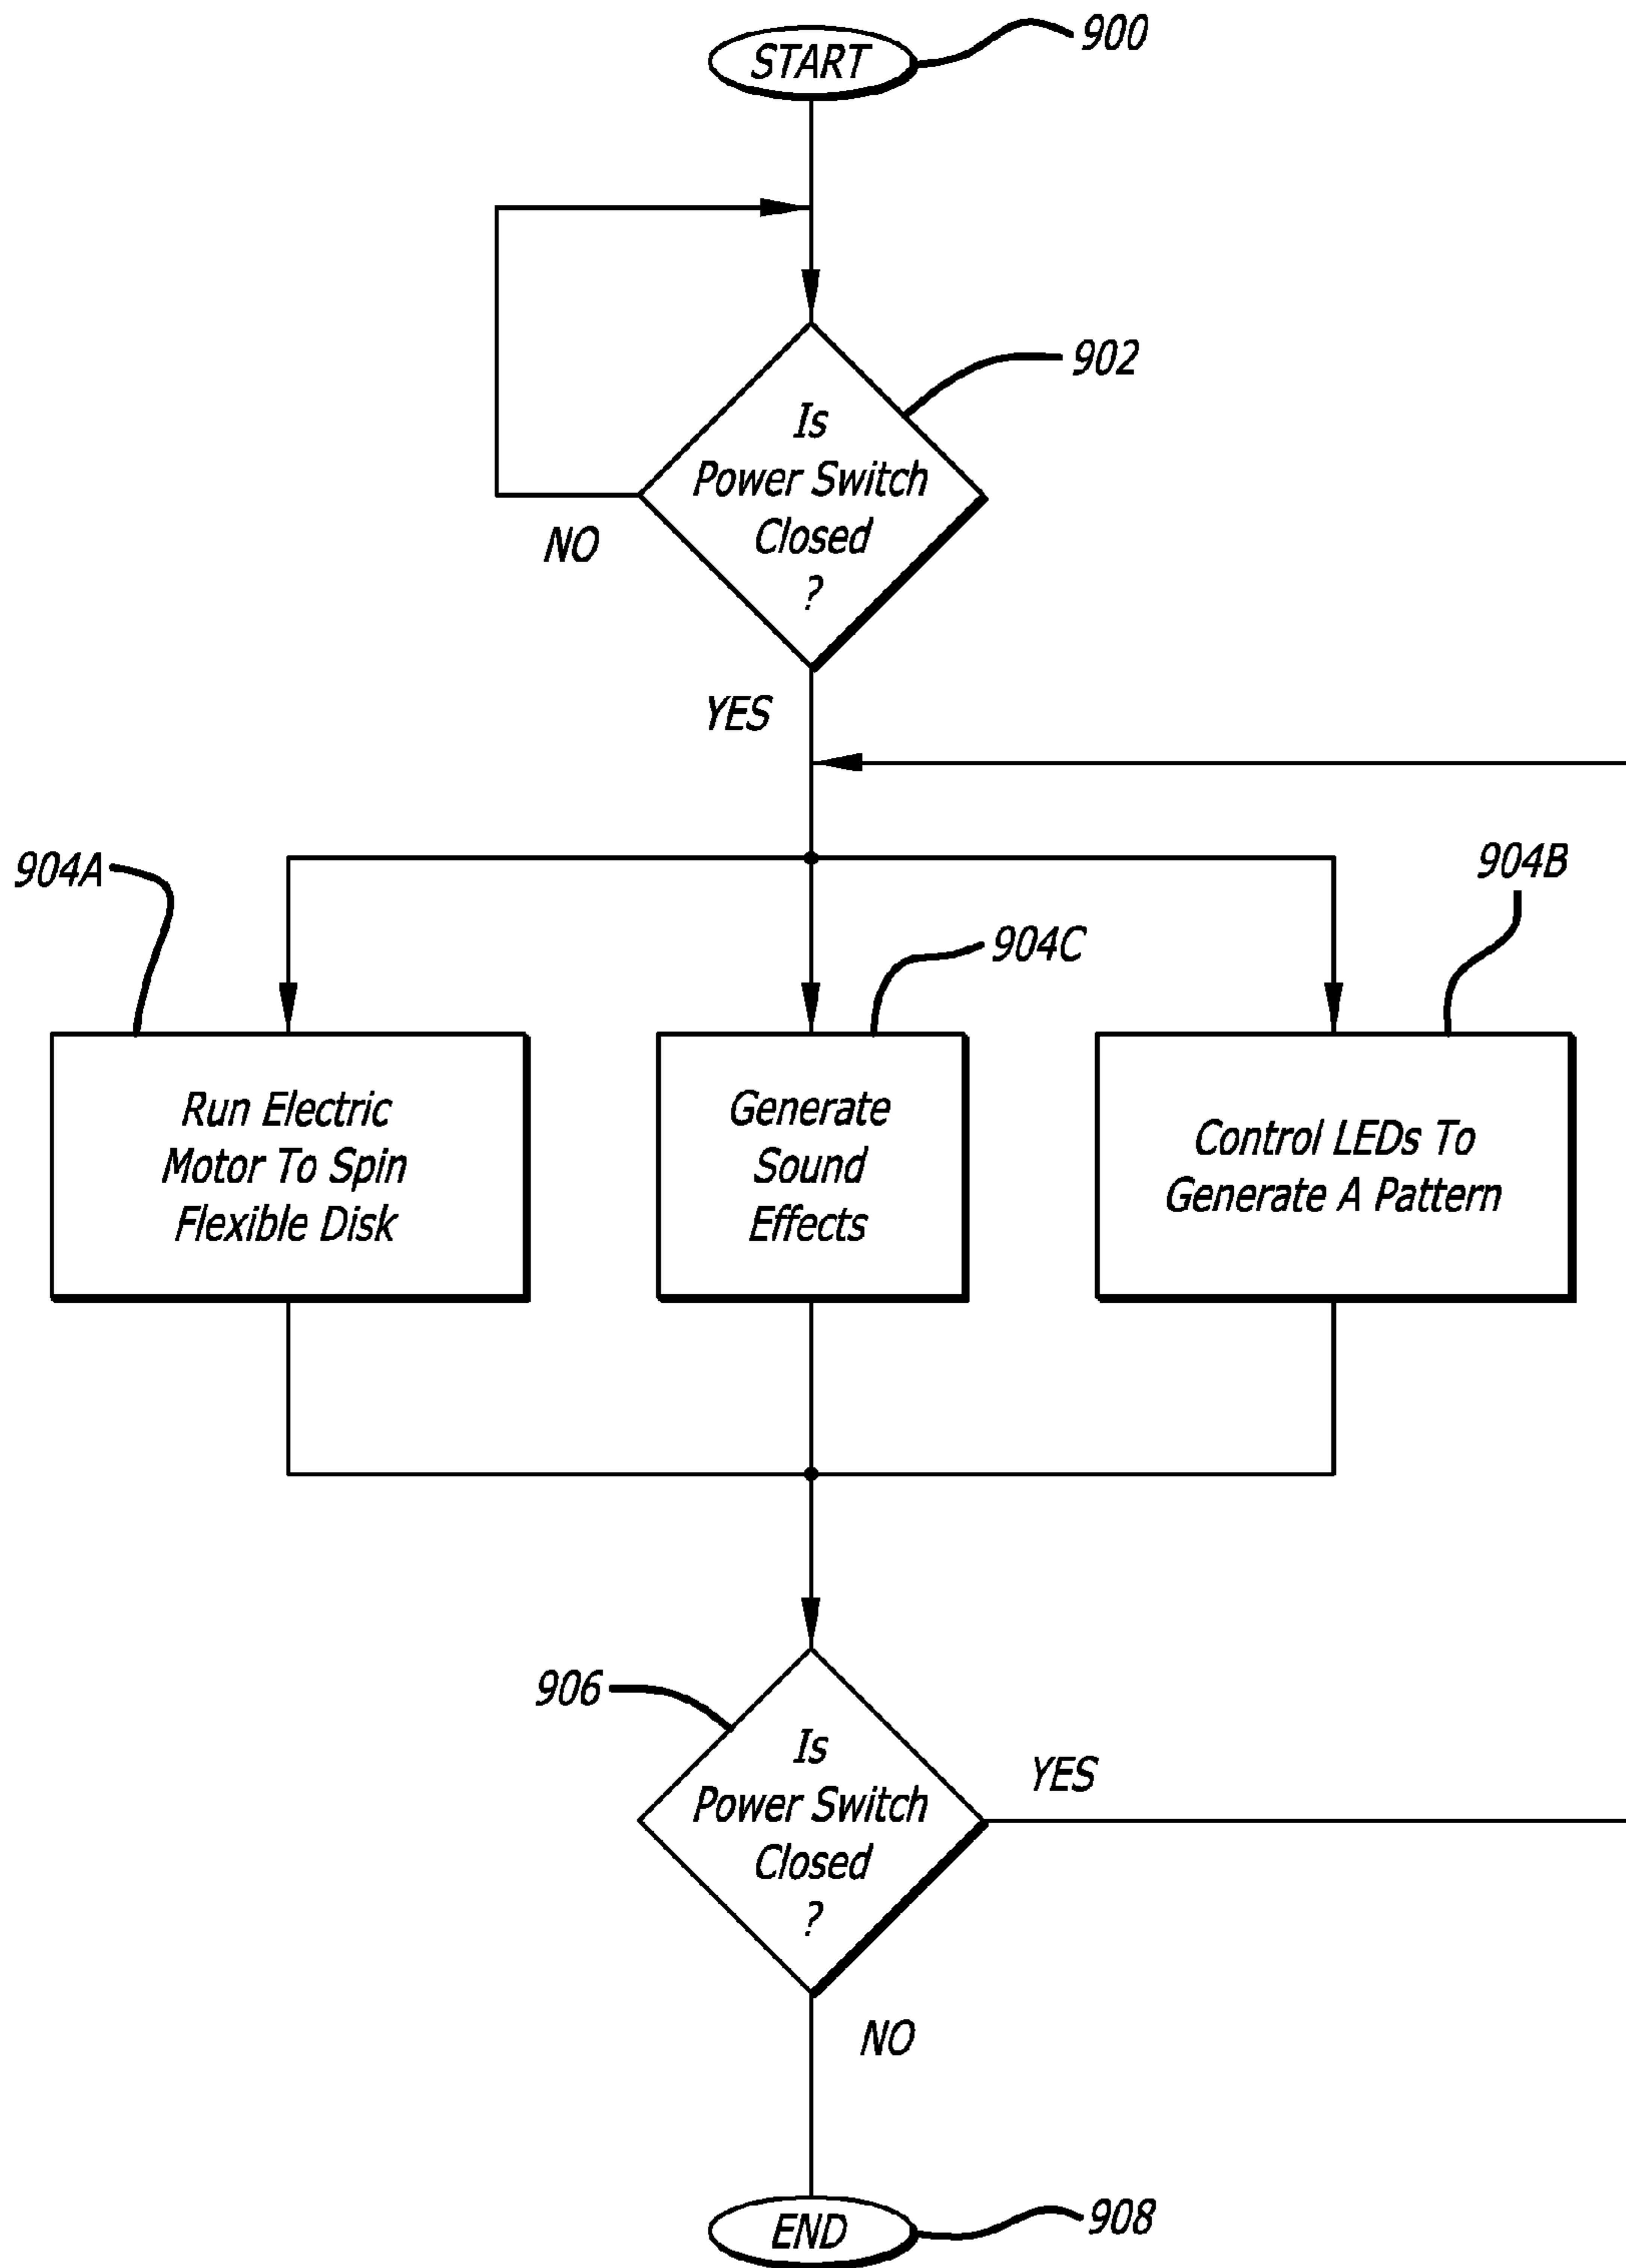 START
900
902
Is
Power Switch
Closed
?
NO
YES
904A
904B
904C
Run Electric
Motor To Spin
Flexible Disk
Generate
Sound
Effects
Control LEDs To
Generate A Pattern
906
Is
Power Switch
Closed
?
YES
NO
END
908